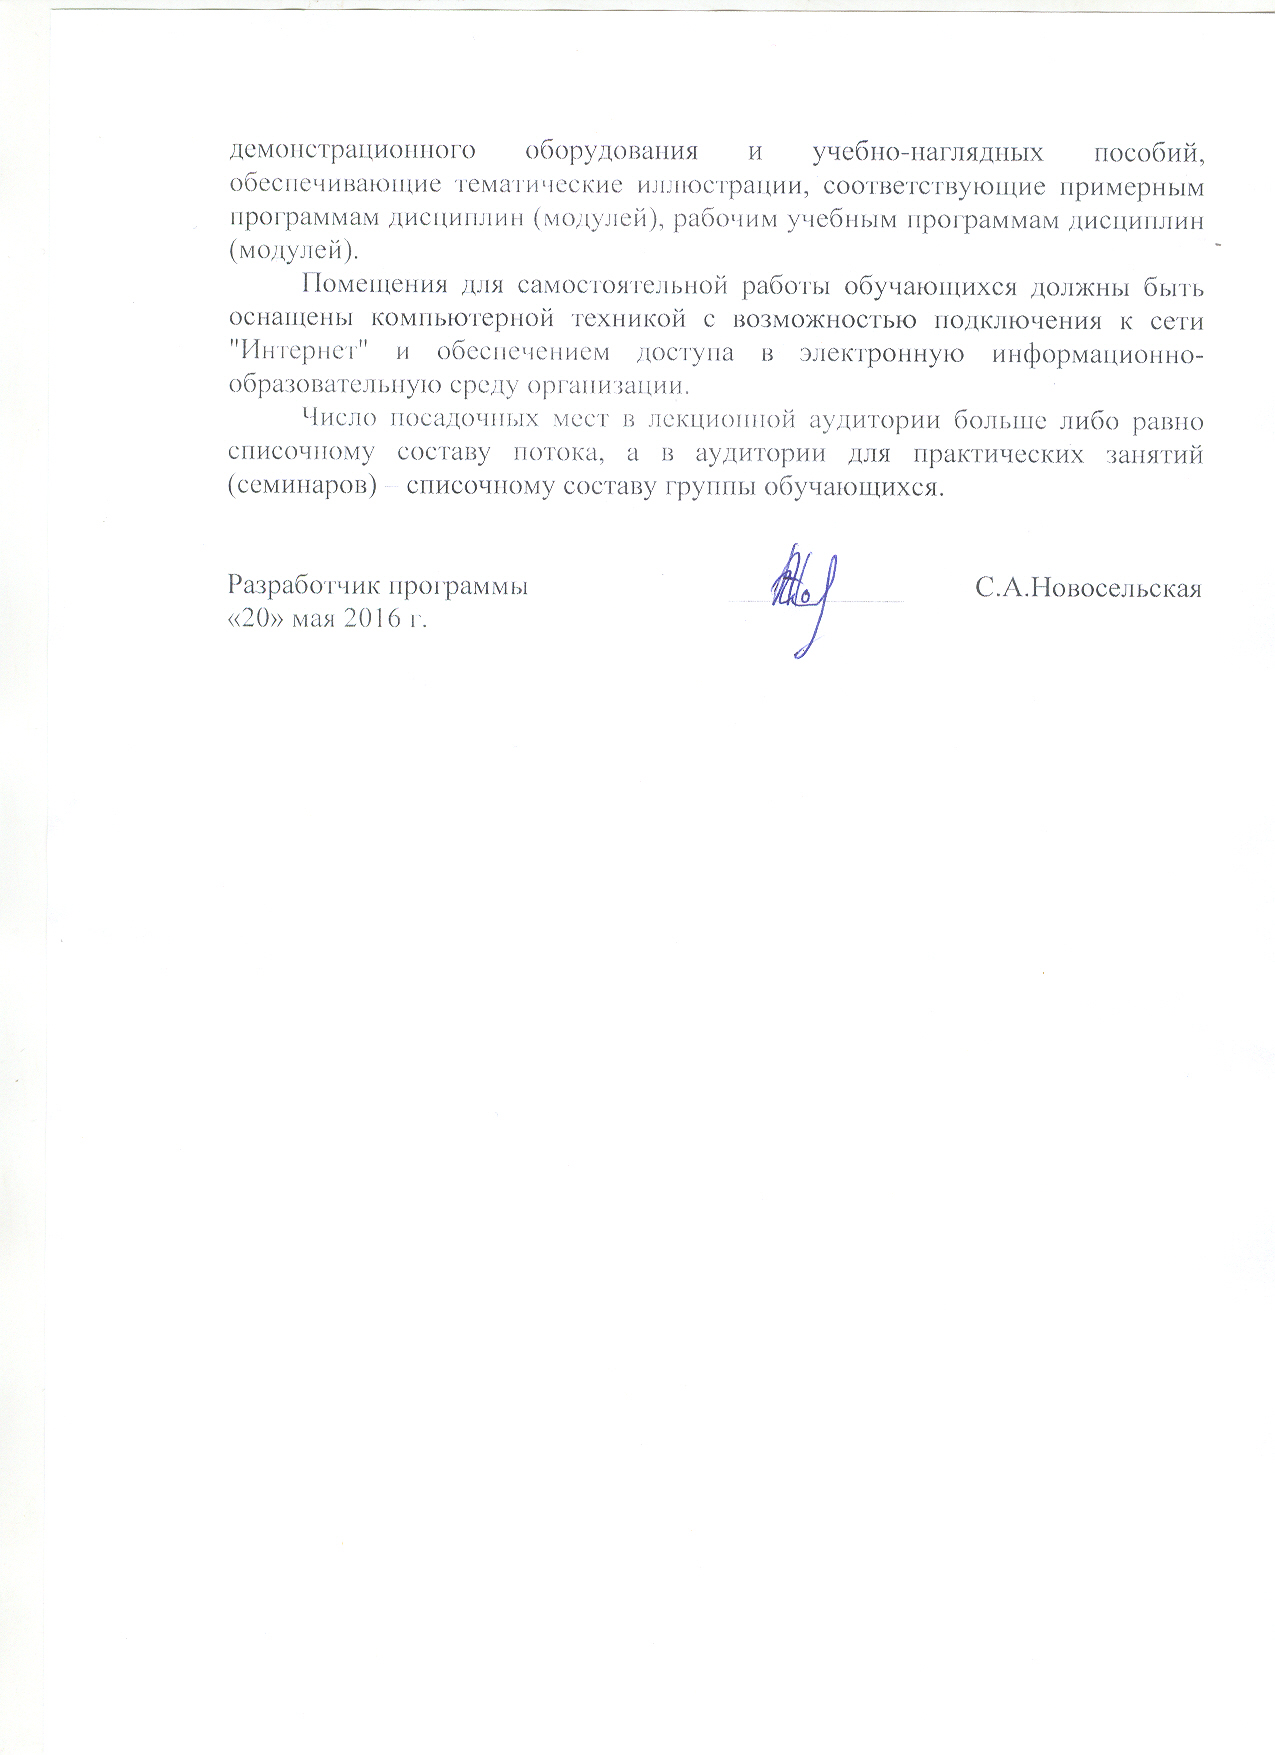 демонстрационного оборудования и учебно-наглядных пособий,
обеспечивающие тематические иллюстрации, соответствующие примерным
программам дисциплин (модулей), рабочим учебным программам дисциплин
(модулей).
Помещения для самостоятельной работы обучающихся должны быть
оснащены компьютерной техникой с возможностью подключения к сети
"Интернет" и обеспечением доступа в электронную информационно-
образовательную среду организации.
Число посадочных мест в лекционной аудитории больше либо равно
списочному составу потока, а в аудитории для практических занятий
(семинаров) – списочному составу группы обучающихся.
Разработчик программы С.А.Новосельская
«20» мая 2016 г.